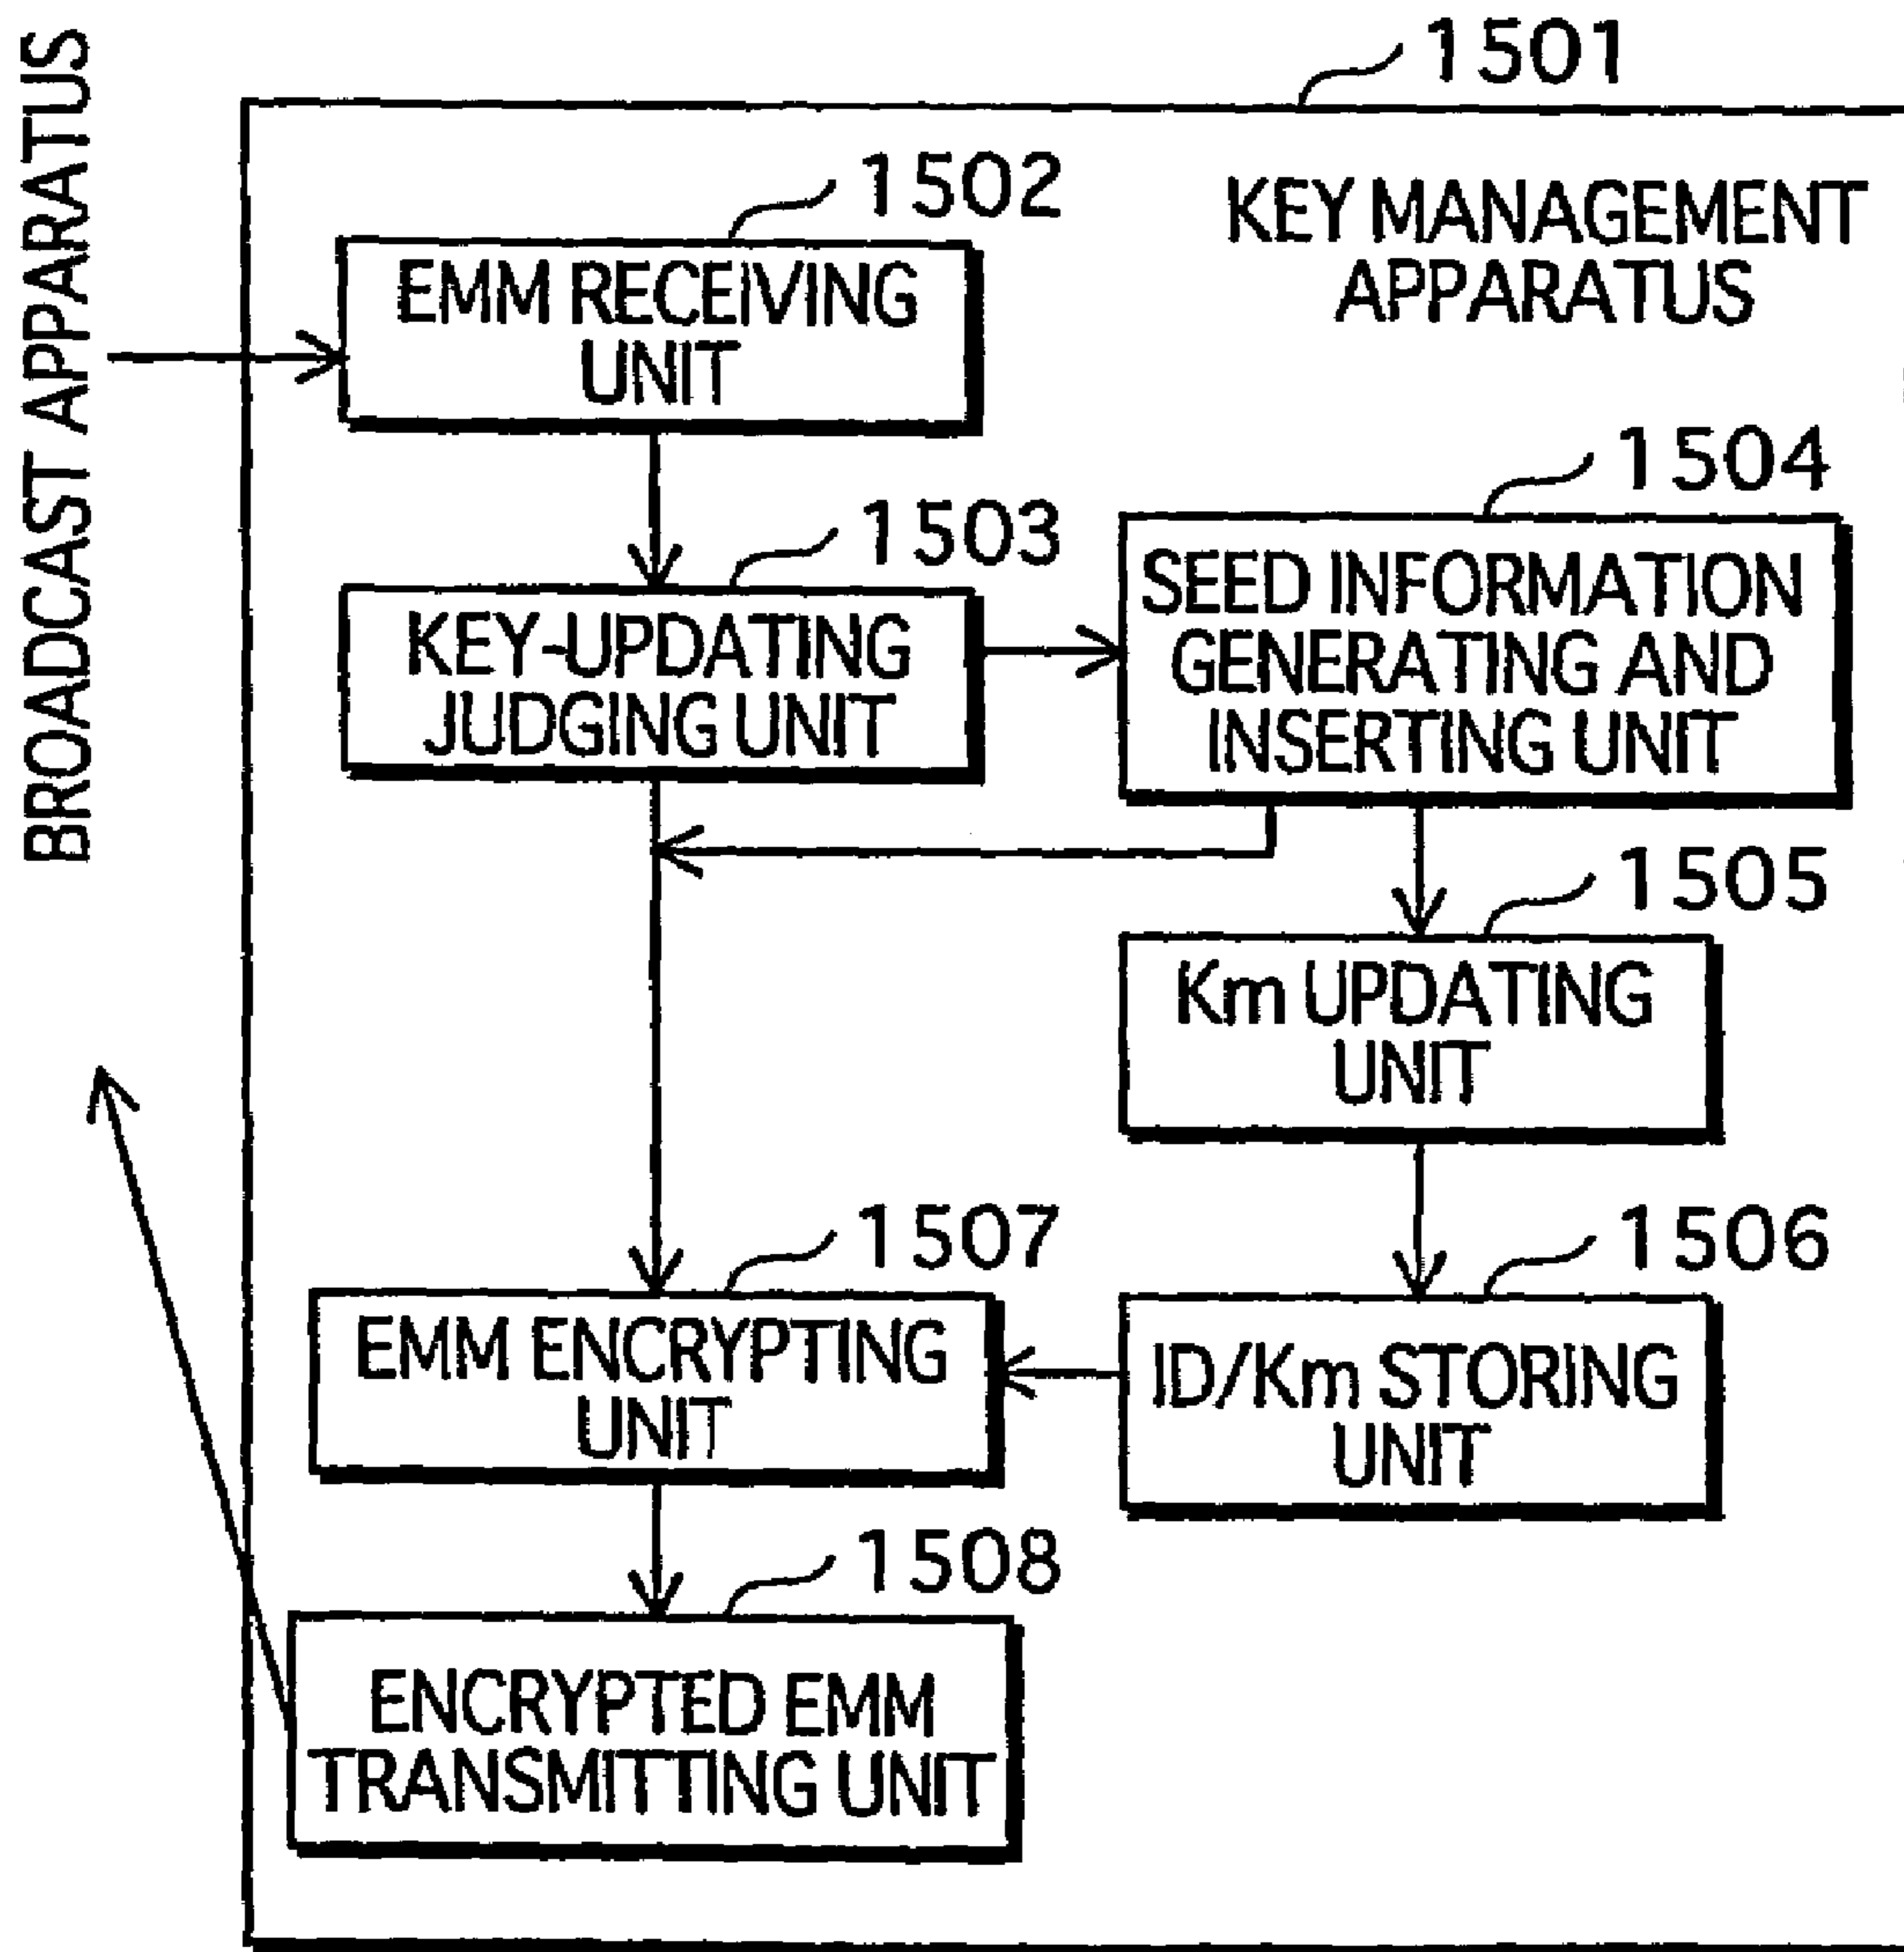 BROADCAST APPARATUS
1501
KEY MANAGEMENT
APPARATUS
1502
EMM RECEIVING
UNIT
1503
KEY-UPDATING
JUDGING UNIT
1504
SEED INFORMATION
GENERATING AND
INSERTING UNIT
1505
Km UPDATING
UNIT
1506
ID/Km STORING
UNIT
1507
EMM ENCRYPTING
UNIT
1508
ENCRYPTED EMM
TRANSMITTING UNIT